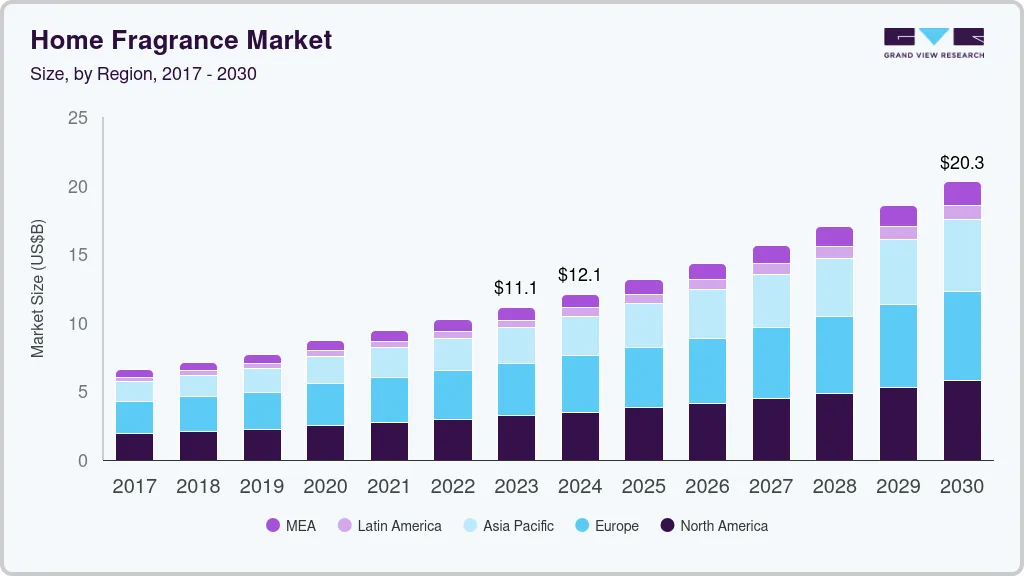 Home Fragrance Market
Size, by Region, 2017 - 2030
GRAND VIEW RESEARCH
Market Size (US$B)
25
20
15
10
5
0
$11.1
$12.1
$20.3
2017 2018 2019 2020 2021 2022 2023 2024 2025 2026 2027 2028 2029 2030
MEA Latin America Asia Pacific Europe North America